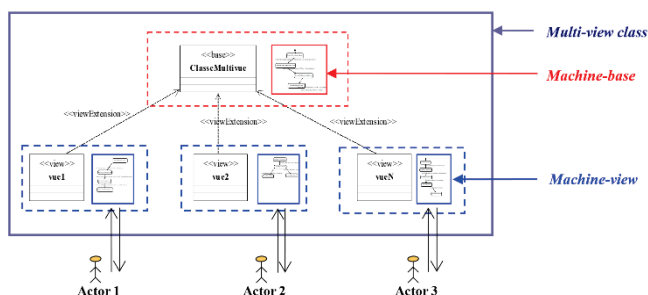 Multi-view class
<<base>>
ClasseMultivue
Machine-base
<<viewExtension>>
<<viewExtension>>
<<viewExtension>>
<<view>>
vue1
<<view>>
vue2
<<view>>
vueN
Machine-view
Actor 1
Actor 2
Actor 3